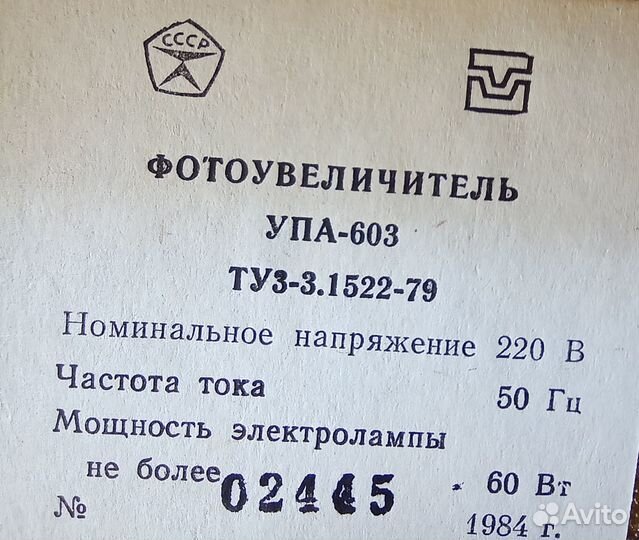 СССР
ФОТОУВЕЛИЧИТЕЛЬ
УПА-603
ТУ3-3.1522-79
Номинальное напряжение 220 В
Частота тока 50 Гц
Мощность электролампы
не более 60 Вт
№ 02445
1984 г.
Avito